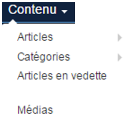 Contenu
Articles
Catégories
Articles en vedette
Médias